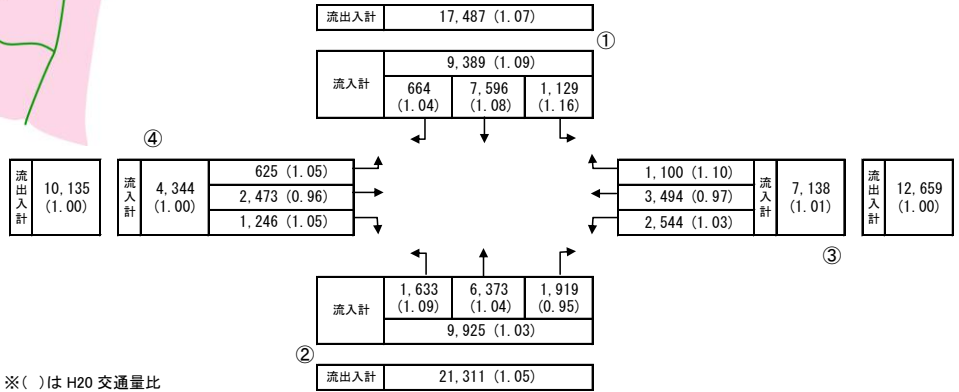 流出入計 17,487 (1.07)
①
流入計 9,389 (1.09)
664 (1.04) 7,596 (1.08) 1,129 (1.16)
④
流出入計 10,135 (1.00)
流入計 4,344 (1.00)
625 (1.05)
2,473 (0.96)
1,246 (1.05)
1,100 (1.10)
3,494 (0.97)
2,544 (1.03)
流入計 7,138 (1.01)
流出入計 12,659 (1.00)
③
流入計 1,633 (1.09) 6,373 (1.04) 1,919 (0.95)
9,925 (1.03)
②
流出入計 21,311 (1.05)
※( )は H20 交通量比